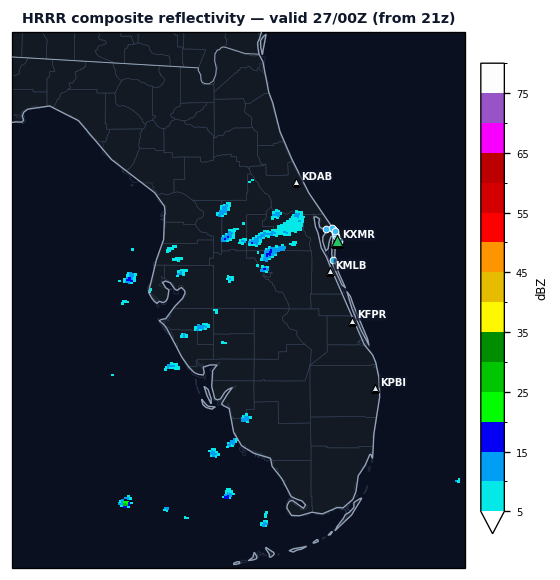 HRRR composite reflectivity — valid 27/00Z (from 21z)
KDAB
KXMR
KMLB
KFPR
KPBI
75
65
55
45
35
25
15
5
dBZ